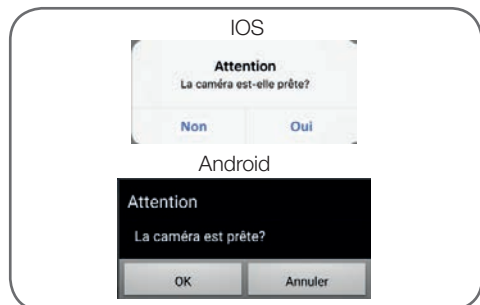 IOS
Attention
La caméra est-elle prête?
Non Oui
Android
Attention
La caméra est prête?
OK Annuler